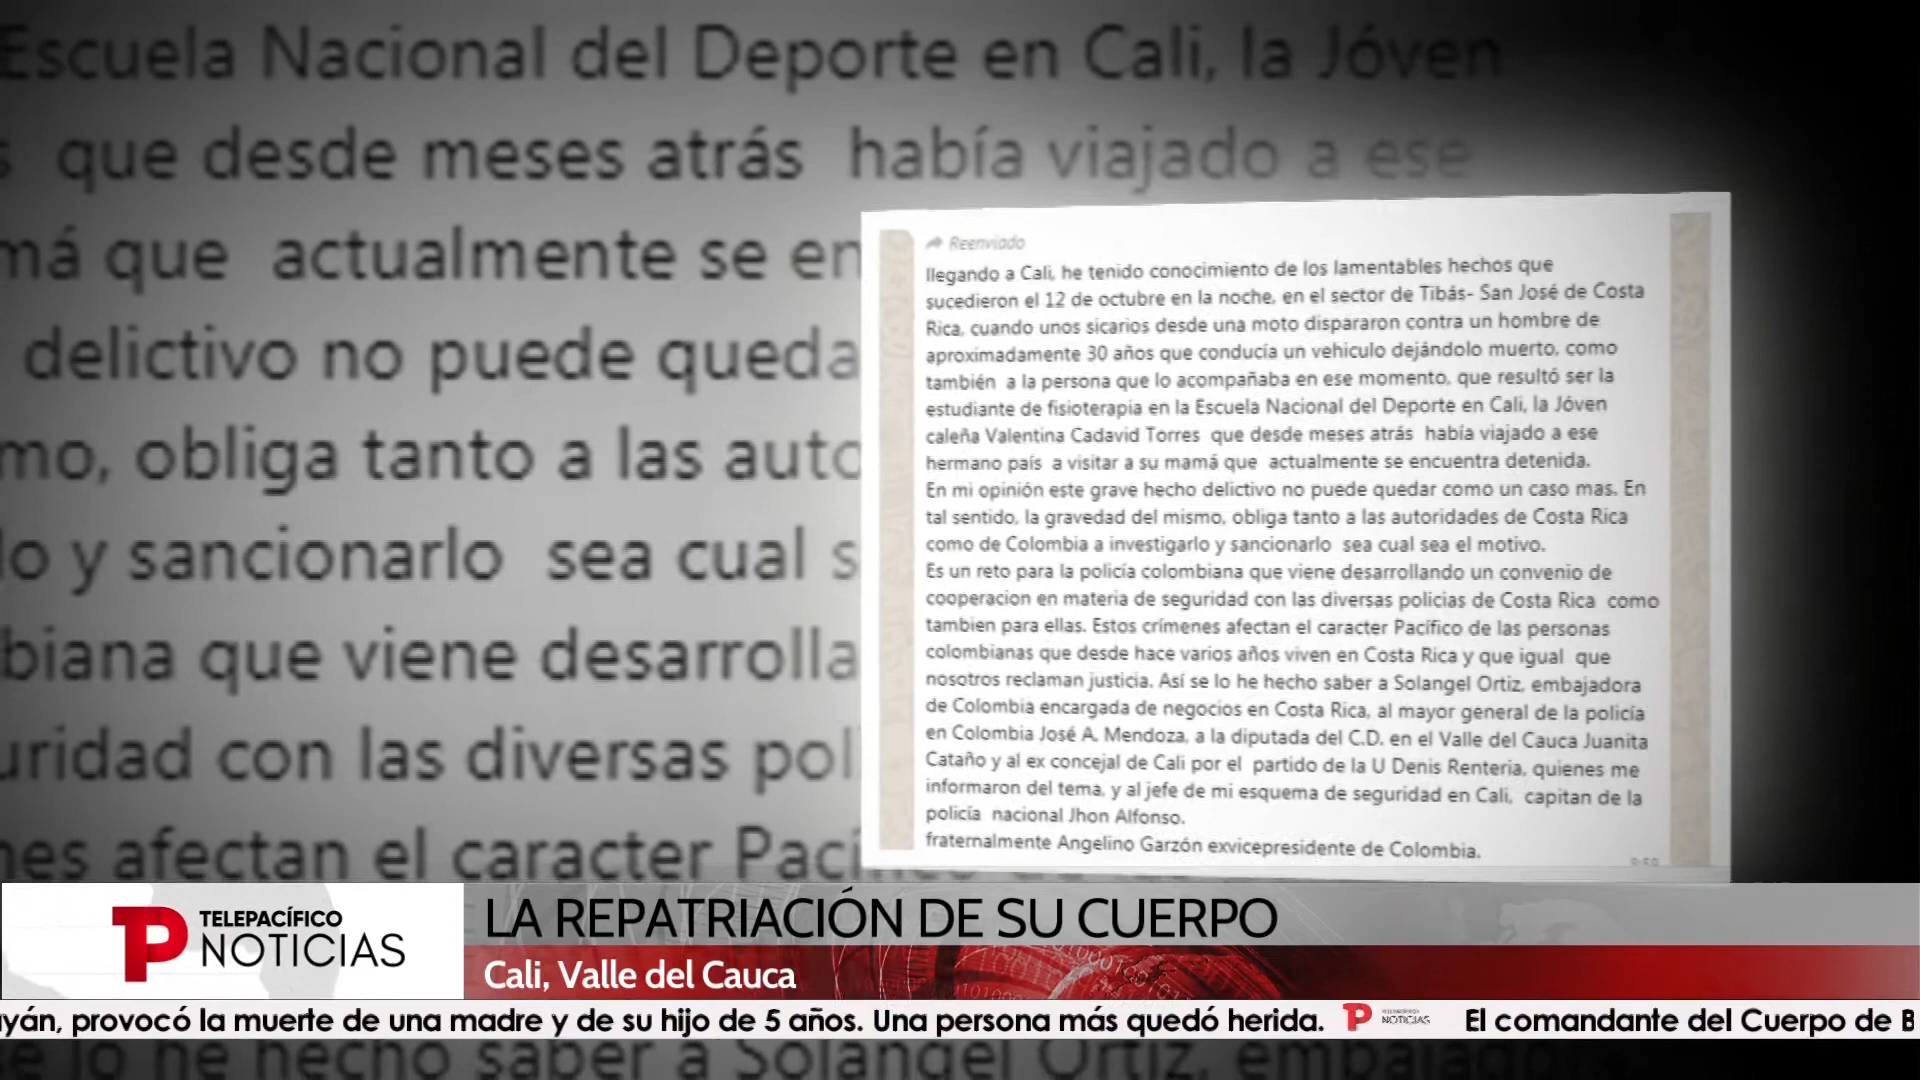 Escuela Nacional del Deporte en Cali, la Jóven
que desde meses atrás había viajado a ese
má que actualmente se en
delictivo no puede queda
mo, obliga tanto a las auto
lo y sancionarlo sea cual s
biana que viene desarrolla
uridad con las diversas pol
nes afectan el caracter Pací
Reenviado
llegando a Cali, he tenido conocimiento de los lamentables hechos que
sucedieron el 12 de octubre en la noche, en el sector de Tibás- San José de Costa
Rica, cuando unos sicarios desde una moto dispararon contra un hombre de
aproximadamente 30 años que conducía un vehiculo dejándolo muerto, como
también a la persona que lo acompañaba en ese momento, que resultó ser la
estudiante de fisioterapia en la Escuela Nacional del Deporte en Cali, la Jóven
caleña Valentina Cadavid Torres que desde meses atrás había viajado a ese
hermano país a visitar a su mamá que actualmente se encuentra detenida.
En mi opinión este grave hecho delictivo no puede quedar como un caso mas. En
tal sentido, la gravedad del mismo, obliga tanto a las autoridades de Costa Rica
como de Colombia a investigarlo y sancionarlo sea cual sea el motivo.
Es un reto para la policía colombiana que viene desarrollando un convenio de
cooperacion en materia de seguridad con las diversas policias de Costa Rica como
tambien para ellas. Estos crímenes afectan el caracter Pacífico de las personas
colombianas que desde hace varios años viven en Costa Rica y que igual que
nosotros reclaman justicia. Así se lo he hecho saber a Solangel Ortiz, embajadora
de Colombia encargada de negocios en Costa Rica, al mayor general de la policía
en Colombia José A. Mendoza, a la diputada del C.D. en el Valle del Cauca Juanita
Cataño y al ex concejal de Cali por el partido de la U Denis Renteria, quienes me
informaron del tema, y al jefe de mi esquema de seguridad en Cali, capitan de la
policía nacional Jhon Alfonso.
fraternalmente Angelino Garzón exvicepresidente de Colombia.
9:59
TP TELEPACÍFICO
NOTICIAS
LA REPATRIACIÓN DE SU CUERPO
Cali, Valle del Cauca
yán, provocó la muerte de una madre y de su hijo de 5 años. Una persona más quedó herida. TP NOTICIAS El comandante del Cuerpo de B
e lo he hecho saber a Solangel Ortiz, embajador